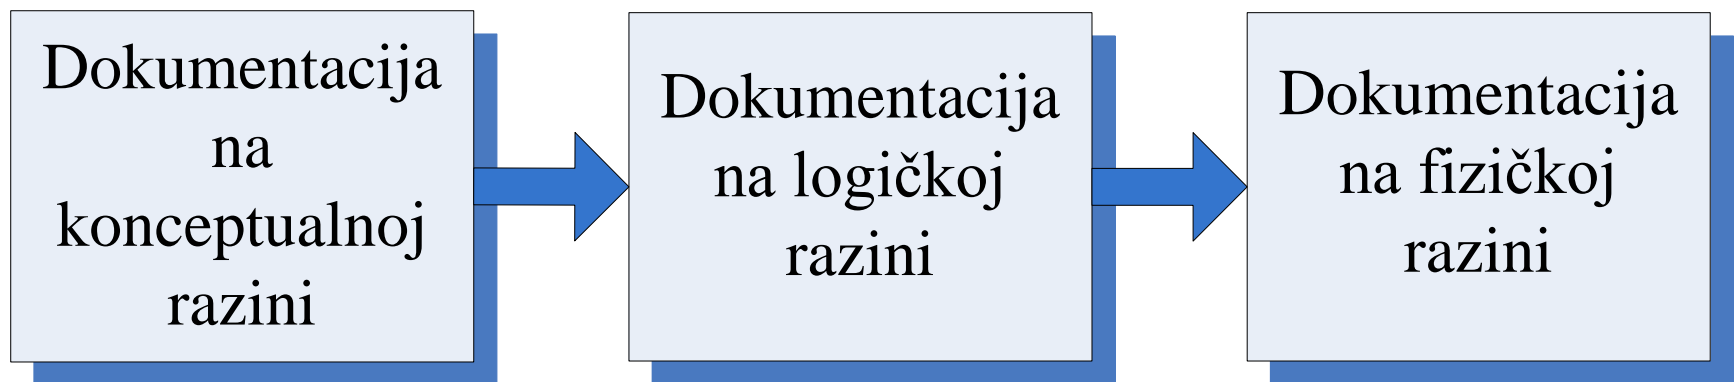 Dokumentacija
na
konceptualnoj
razini
Dokumentacija
na logičkoj
razini
Dokumentacija
na fizičkoj
razini